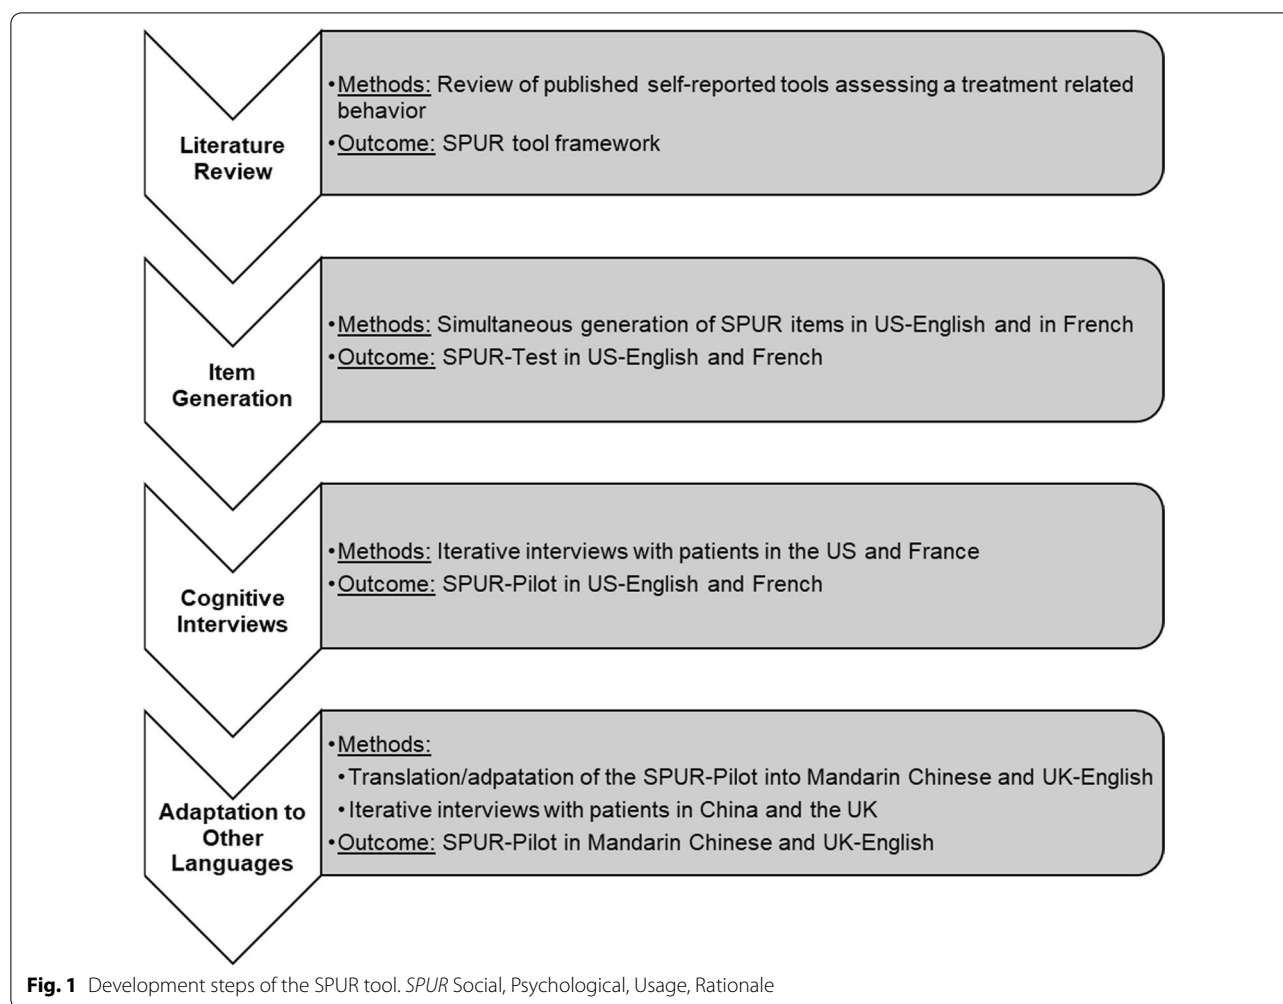 Literature
Review
•Methods: Review of published self-reported tools assessing a treatment related
behavior
•Outcome: SPUR tool framework
Item
Generation
•Methods: Simultaneous generation of SPUR items in US-English and in French
•Outcome: SPUR-Test in US-English and French
Cognitive
Interviews
•Methods: Iterative interviews with patients in the US and France
•Outcome: SPUR-Pilot in US-English and French
Adaptation to
Other
Languages
•Methods:
•Translation/adpatation of the SPUR-Pilot into Mandarin Chinese and UK-English
•Iterative interviews with patients in China and the UK
•Outcome: SPUR-Pilot in Mandarin Chinese and UK-English
Fig. 1 Development steps of the SPUR tool. SPUR Social, Psychological, Usage, Rationale